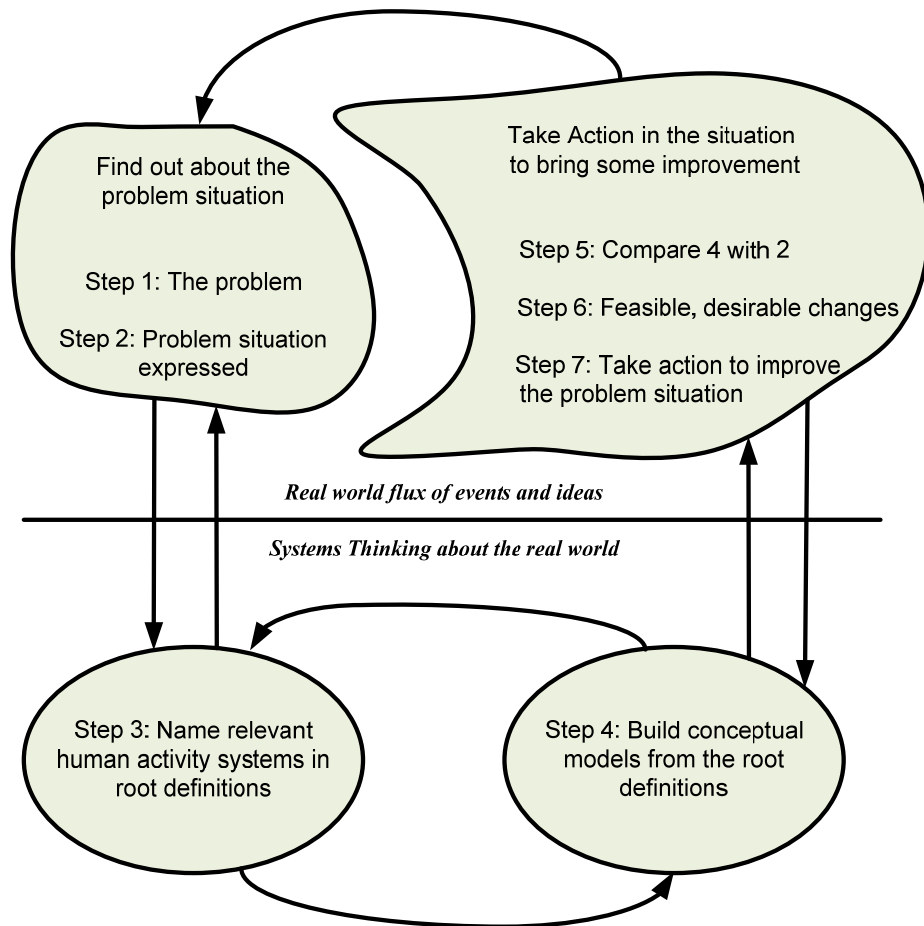 Find out about the
problem situation
Step 1: The problem
Step 2: Problem situation
expressed
Take Action in the situation
to bring some improvement
Step 5: Compare 4 with 2
Step 6: Feasible, desirable changes
Step 7: Take action to improve
the problem situation
Real world flux of events and ideas
Systems Thinking about the real world
Step 3: Name relevant
human activity systems in
root definitions
Step 4: Build conceptual
models from the root
definitions